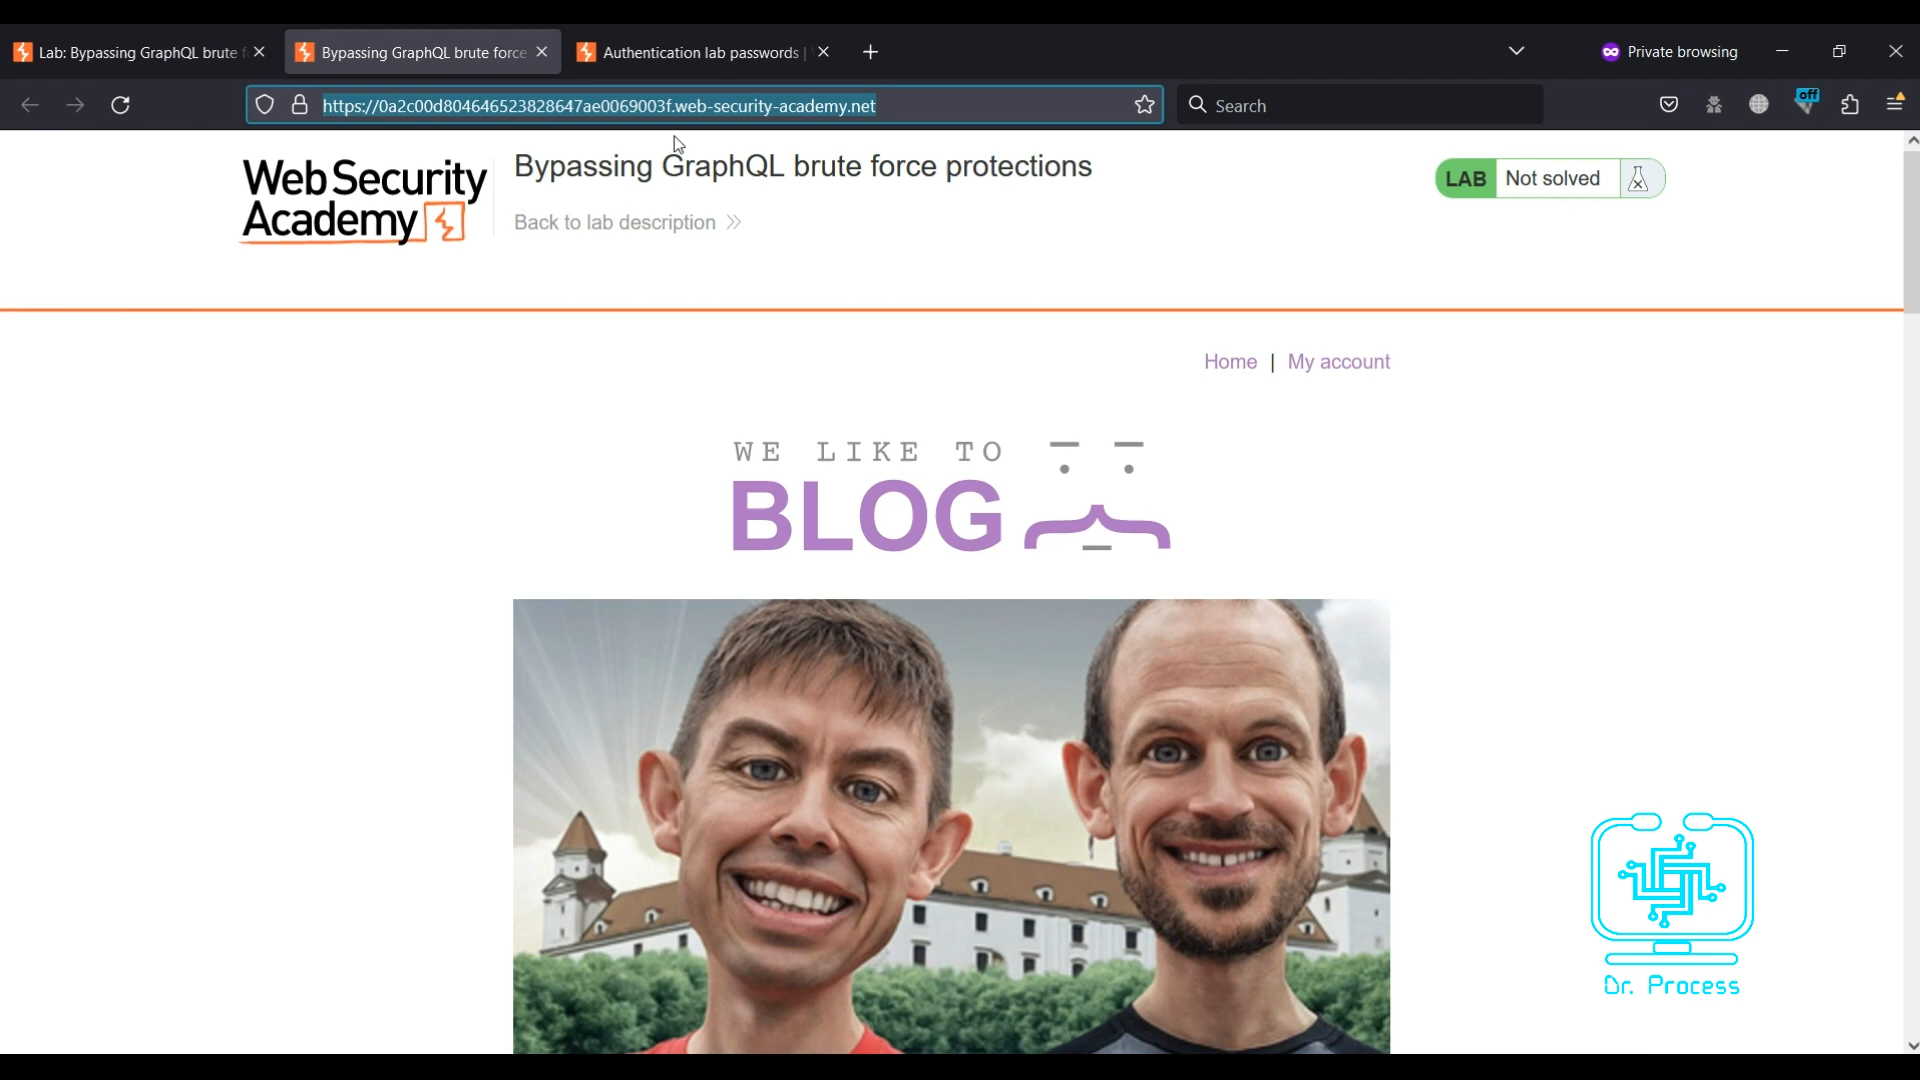 Lab: Bypassing GraphQL brute f
Bypassing GraphQL brute force
Authentication lab passwords |
Private browsing
https://0a2c00d804646523828647ae0069003f.web-security-academy.net
Search
off
Web Security
Academy
Bypassing GraphQL brute force protections
Back to lab description
LAB
Not solved
Home | My account
WE LIKE TO
BLOG
Dr. Process